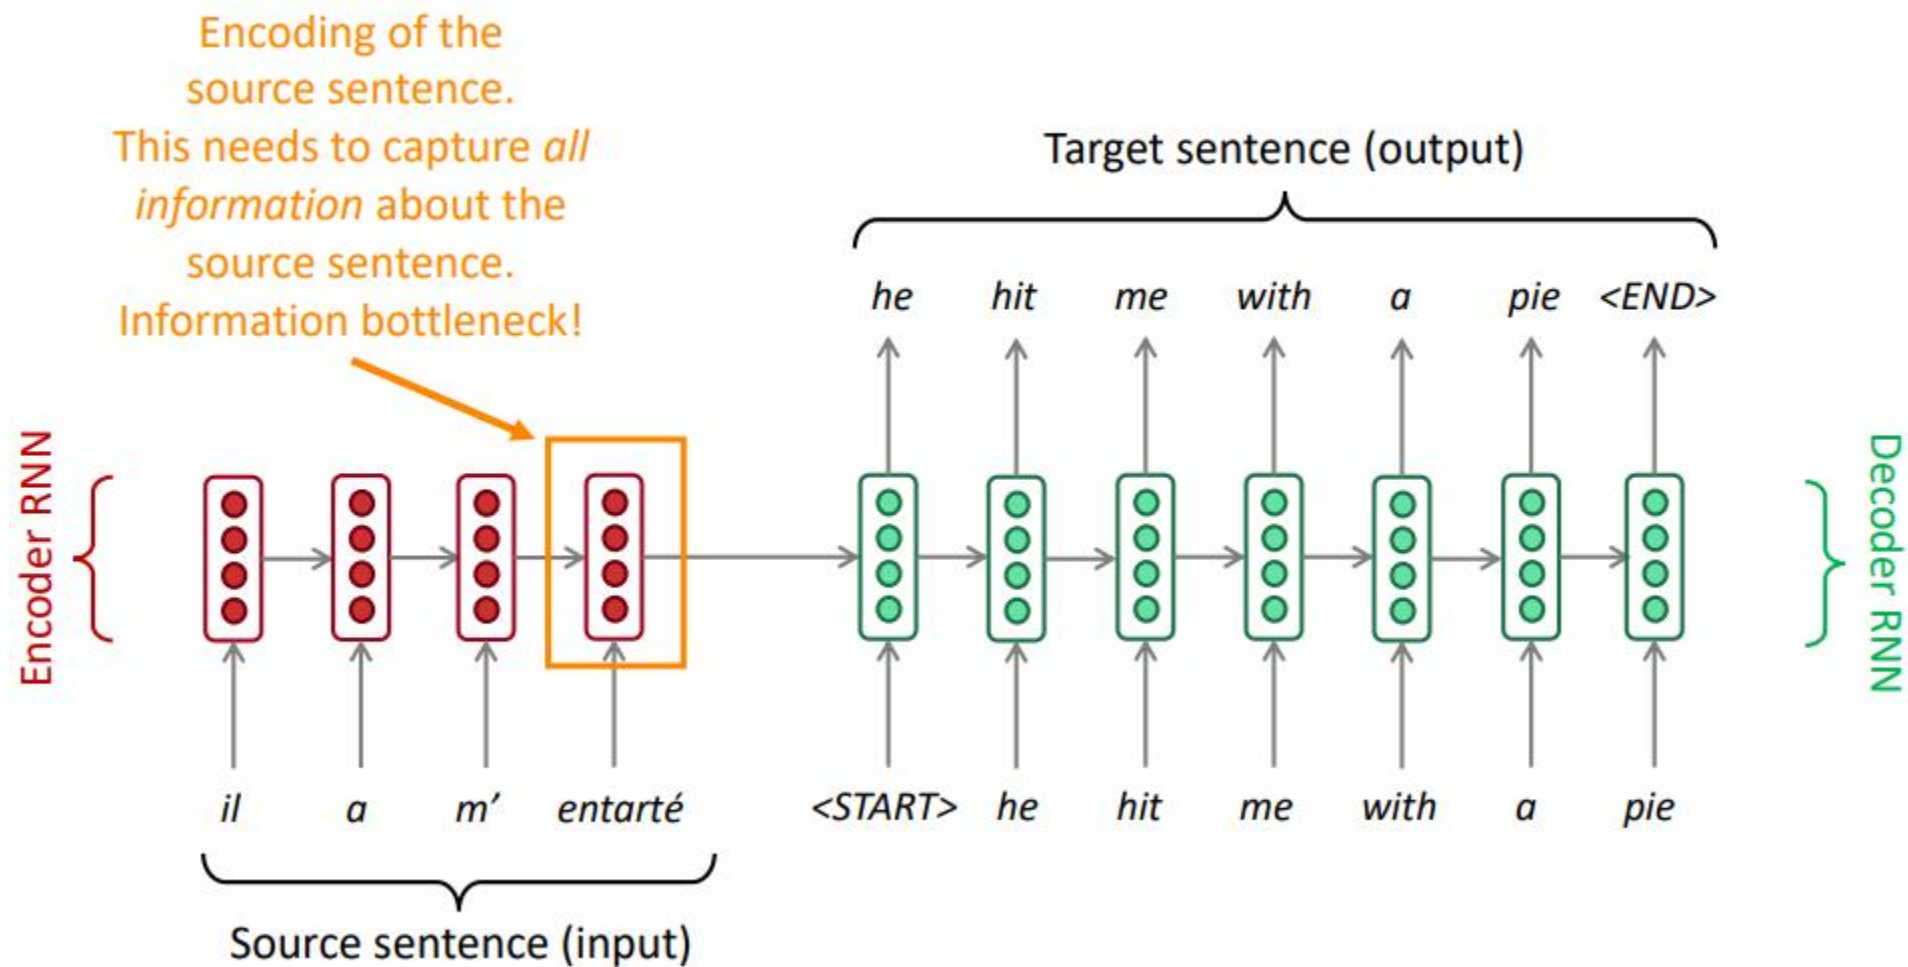 Encoding of the
source sentence.
This needs to capture all
information about the
source sentence.
Information bottleneck!
Target sentence (output)
he hit me with a pie <END>
Encoder RNN
Decoder RNN
il a m’ entarté
<START> he hit me with a pie
Source sentence (input)